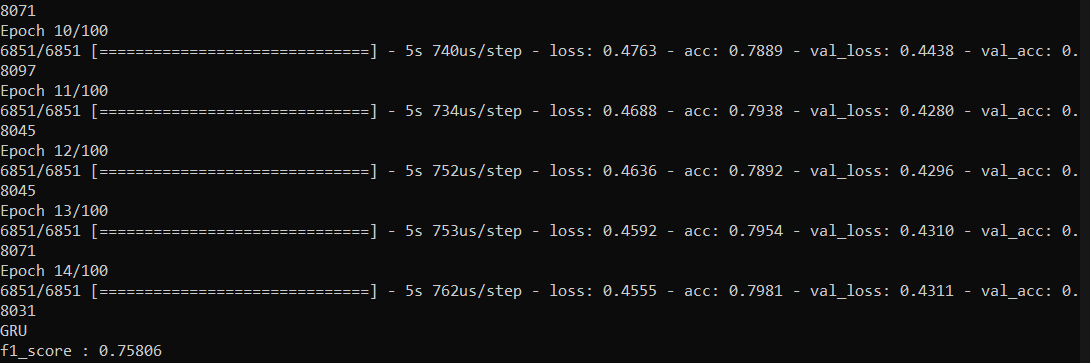 8071
Epoch 10/100
6851/6851 [==============================] - 5s 740us/step - loss: 0.4763 - acc: 0.7889 - val_loss: 0.4438 - val_acc: 0.
8097
Epoch 11/100
6851/6851 [==============================] - 5s 734us/step - loss: 0.4688 - acc: 0.7938 - val_loss: 0.4280 - val_acc: 0.
8045
Epoch 12/100
6851/6851 [==============================] - 5s 752us/step - loss: 0.4636 - acc: 0.7892 - val_loss: 0.4296 - val_acc: 0.
8045
Epoch 13/100
6851/6851 [==============================] - 5s 753us/step - loss: 0.4592 - acc: 0.7954 - val_loss: 0.4310 - val_acc: 0.
8071
Epoch 14/100
6851/6851 [==============================] - 5s 762us/step - loss: 0.4555 - acc: 0.7981 - val_loss: 0.4311 - val_acc: 0.
8031
GRU
f1_score : 0.75806